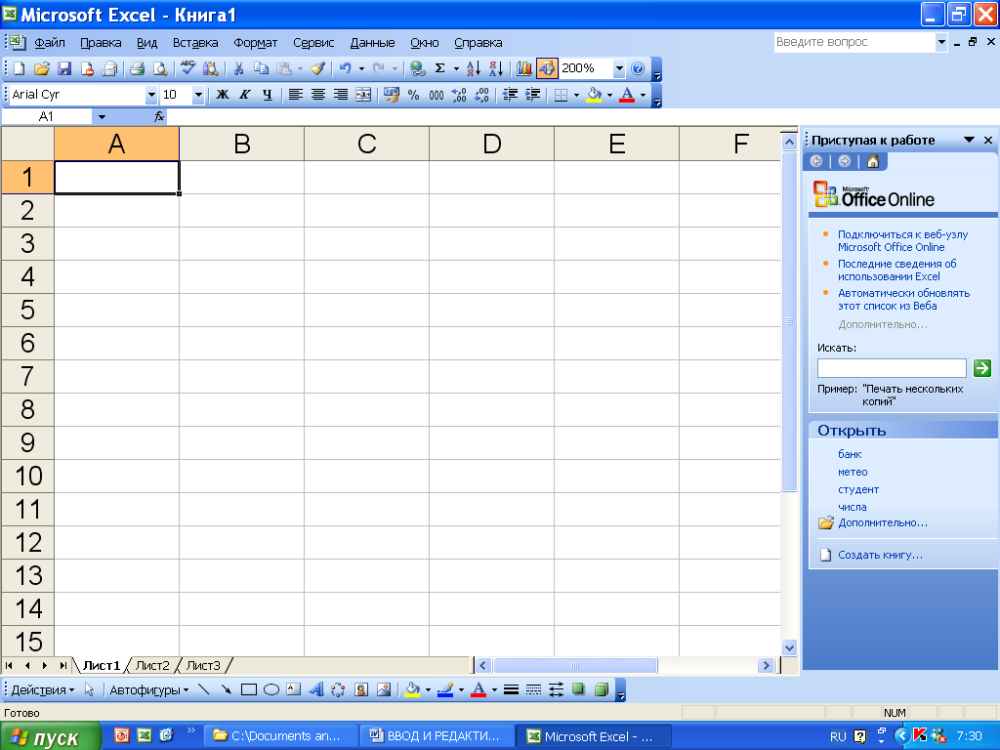 Microsoft Excel - Книга1
Файл Правка Вид Вставка Формат Сервис Данные Окно Справка Введите вопрос
200%
Arial Cyr 10 Ж К Ч % 000
A1 fx
A B C D E F
1
2
3
4
5
6
7
8
9
10
11
12
13
14
15
Приступая к работе
Microsoft
Office Online
Подключиться к веб-узлу
Microsoft Office Online
Последние сведения об
использовании Excel
Автоматически обновлять
этот список из Веба
Дополнительно...
Искать:
Пример: "Печать нескольких
копий"
Открыть
банк
метео
студент
числа
Дополнительно...
Создать книгу...
Лист1 Лист2 Лист3
Действия Автофигуры
Готово NUM
пуск C:\Documents an... ВВОД И РЕДАКТИ... Microsoft Excel - ... RU 7:30